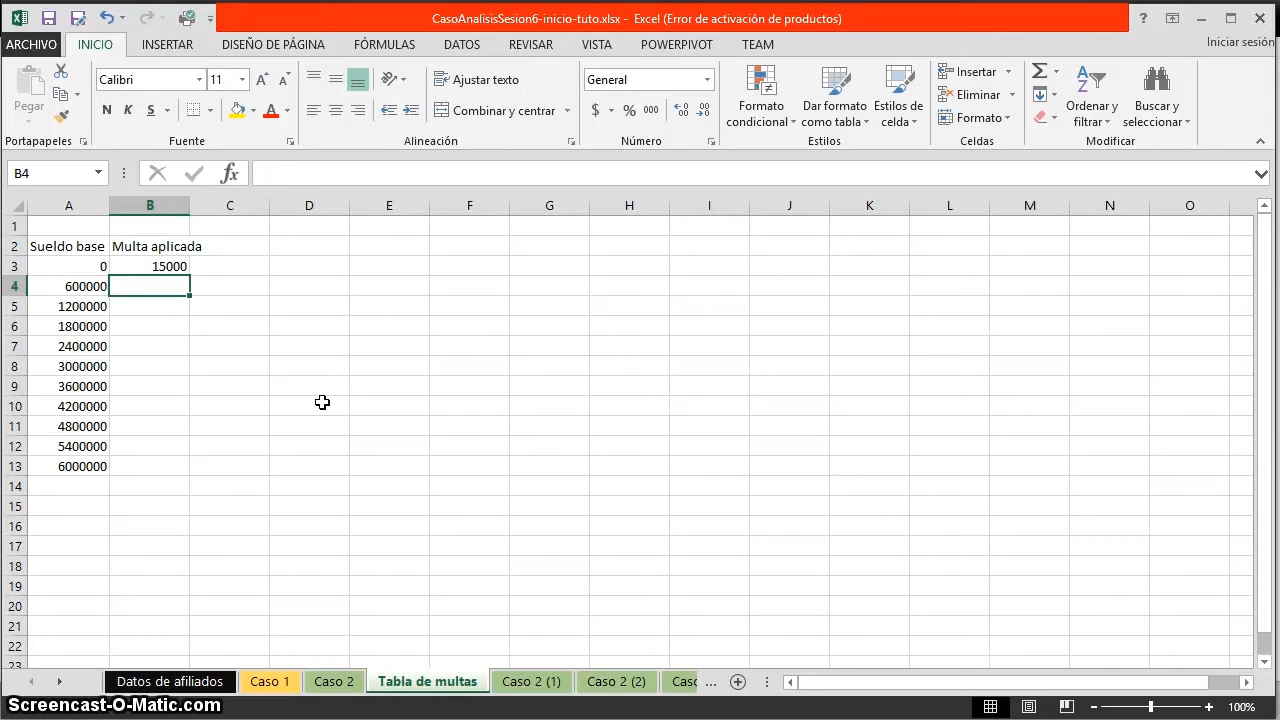 CasoAnalisisSesion6-inicio-tuto.xlsx - Excel (Error de activación de productos)
ARCHIVO INICIO INSERTAR DISEÑO DE PÁGINA FÓRMULAS DATOS REVISAR VISTA POWERPIVOT TEAM Iniciar sesión
Pegar
Calibri 11
N K S
Ajustar texto
Combinar y centrar
General
$ % 000
Formato condicional
Dar formato como tabla
Estilos de celda
Insertar
Eliminar
Formato
Ordenar y filtrar
Buscar y seleccionar
Portapapeles Fuente Alineación Número Estilos Celdas Modificar
B4 fx
A B C D E F G H I J K L M N O
1
2 Sueldo base Multa aplicada
3 0 15000
4 600000
5 1200000
6 1800000
7 2400000
8 3000000
9 3600000
10 4200000
11 4800000
12 5400000
13 6000000
14
15
16
17
18
19
20
21
22
23
Datos de afiliados Caso 1 Caso 2 Tabla de multas Caso 2 (1) Caso 2 (2) Casc ...
Screencast-O-Matic.com 100%